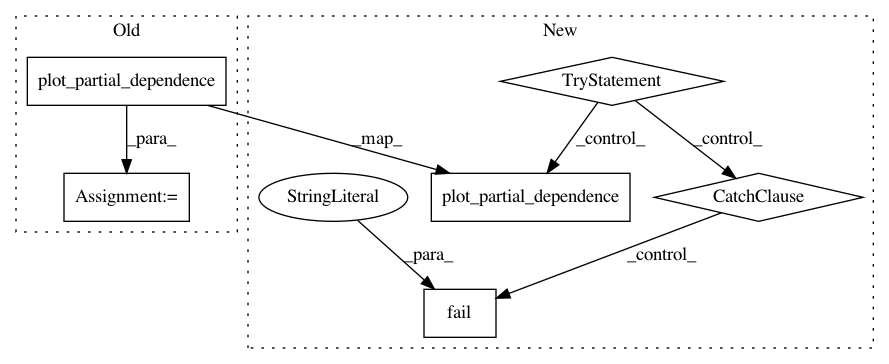 Old
New
plot_partial_dependence
TryStatement
_para_
_map_
_control_
_control_
Assignment:=
StringLiteral
plot_partial_dependence
CatchClause
_para_
_control_
fail